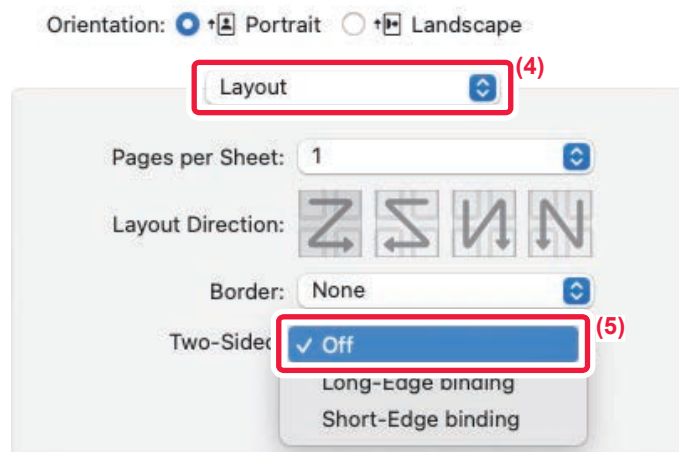 Orientation: Portrait Landscape
(4)
Layout
Pages per Sheet: 1
Layout Direction:
Border: None
(5)
Two-Sided ✓ Off
Long-Edge binding
Short-Edge binding